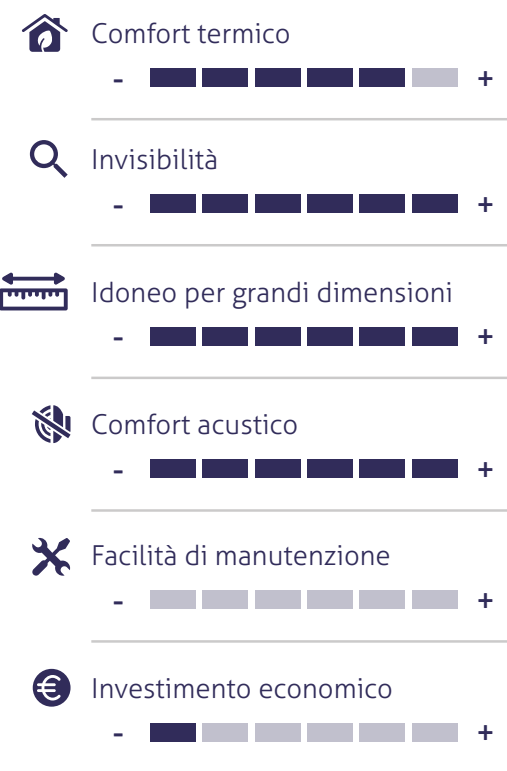 Comfort termico
- +
Invisibilità
- +
Idoneo per grandi dimensioni
- +
Comfort acustico
- +
Facilità di manutenzione
- +
€ Investimento economico
- +